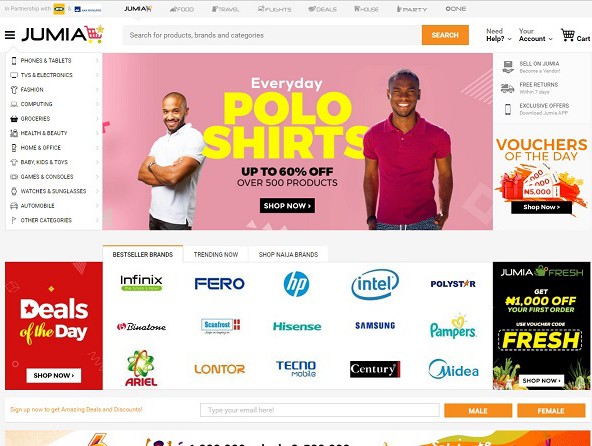 In Partnership with MTN &
JUMIA
FOOD
TRAVEL
FLIGHTS
DEALS
HOUSE
PARTY
ONE
JUMIA
Search for products, brands and categories
SEARCH
Need
Help?
Your
Account
Cart
PHONES & TABLETS
TVS & ELECTRONICS
FASHION
COMPUTING
GROCERIES
HEALTH & BEAUTY
HOME & OFFICE
BABY, KIDS & TOYS
GAMES & CONSOLES
WATCHES & SUNGLASSES
AUTOMOBILE
OTHER CATEGORIES
Everyday
POLO
SHIRTS
UP TO 60% OFF
OVER 500 PRODUCTS
SHOP NOW >
SELL ON JUMIA
Become a Vendor!
FREE RETURNS
Within 7 days
EXCLUSIVE OFFERS
Download Jumia APP
VOUCHERS
OF THE DAY
₦5,000
Shop Now >
BESTSELLER BRANDS
TRENDING NOW
SHOP NAIJA BRANDS
Deals
of the Day
SHOP NOW >
Infinix
FERO
hp
intel
POLYSTAR
Binatone
Scanfrost
Hisense
SAMSUNG
Pampers
ARIEL
LONTOR
TECNO
Mobile
Century
Midea
JUMIA FRESH
GET
₦1,000 OFF
YOUR FIRST ORDER
USE VOUCHER CODE
FRESH
SHOP NOW >
Sign up now to get Amazing Deals and Discounts!
Type your email here!
MALE
FEMALE